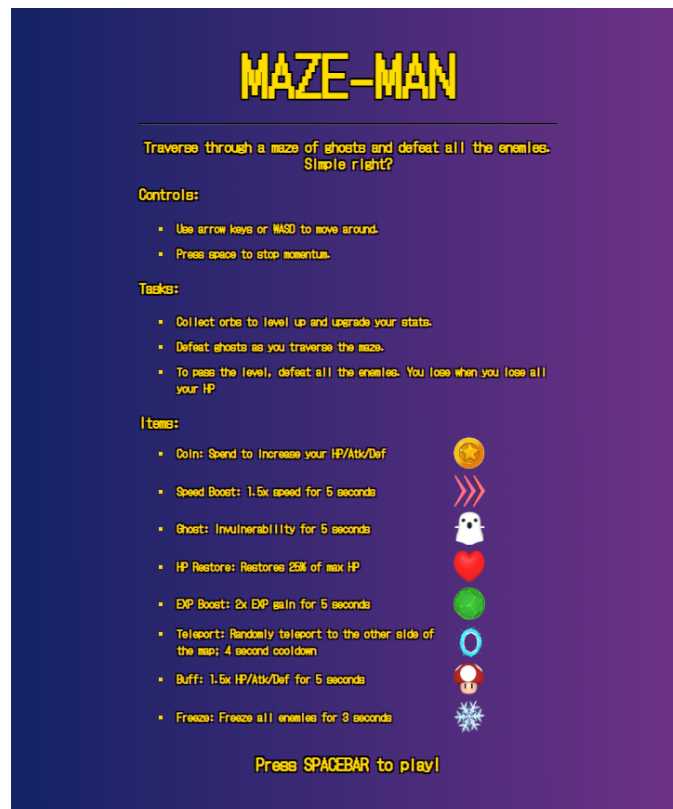 MAZE-MAN
Traverse through a maze of ghosts and defeat all the enemies.
Simple right?
Controls:
Use arrow keys or WASD to move around.
Press space to stop momentum.
Tasks:
Collect orbs to level up and upgrade your stats.
Defeat ghosts as you traverse the maze.
To pass the level, defeat all the enemies. You lose when you lose all
your HP
Items:
Coin: Spend to increase your HP/Atk/Def
Speed Boost: 1.5x speed for 5 seconds
Ghost: Invulnerability for 5 seconds
HP Restore: Restores 25% of max HP
EXP Boost: 2x EXP gain for 5 seconds
Teleport: Randomly teleport to the other side of
the map; 4 second cooldown
Buff: 1.5x HP/Atk/Def for 5 seconds
Freeze: Freeze all enemies for 3 seconds
Press SPACEBAR to play!